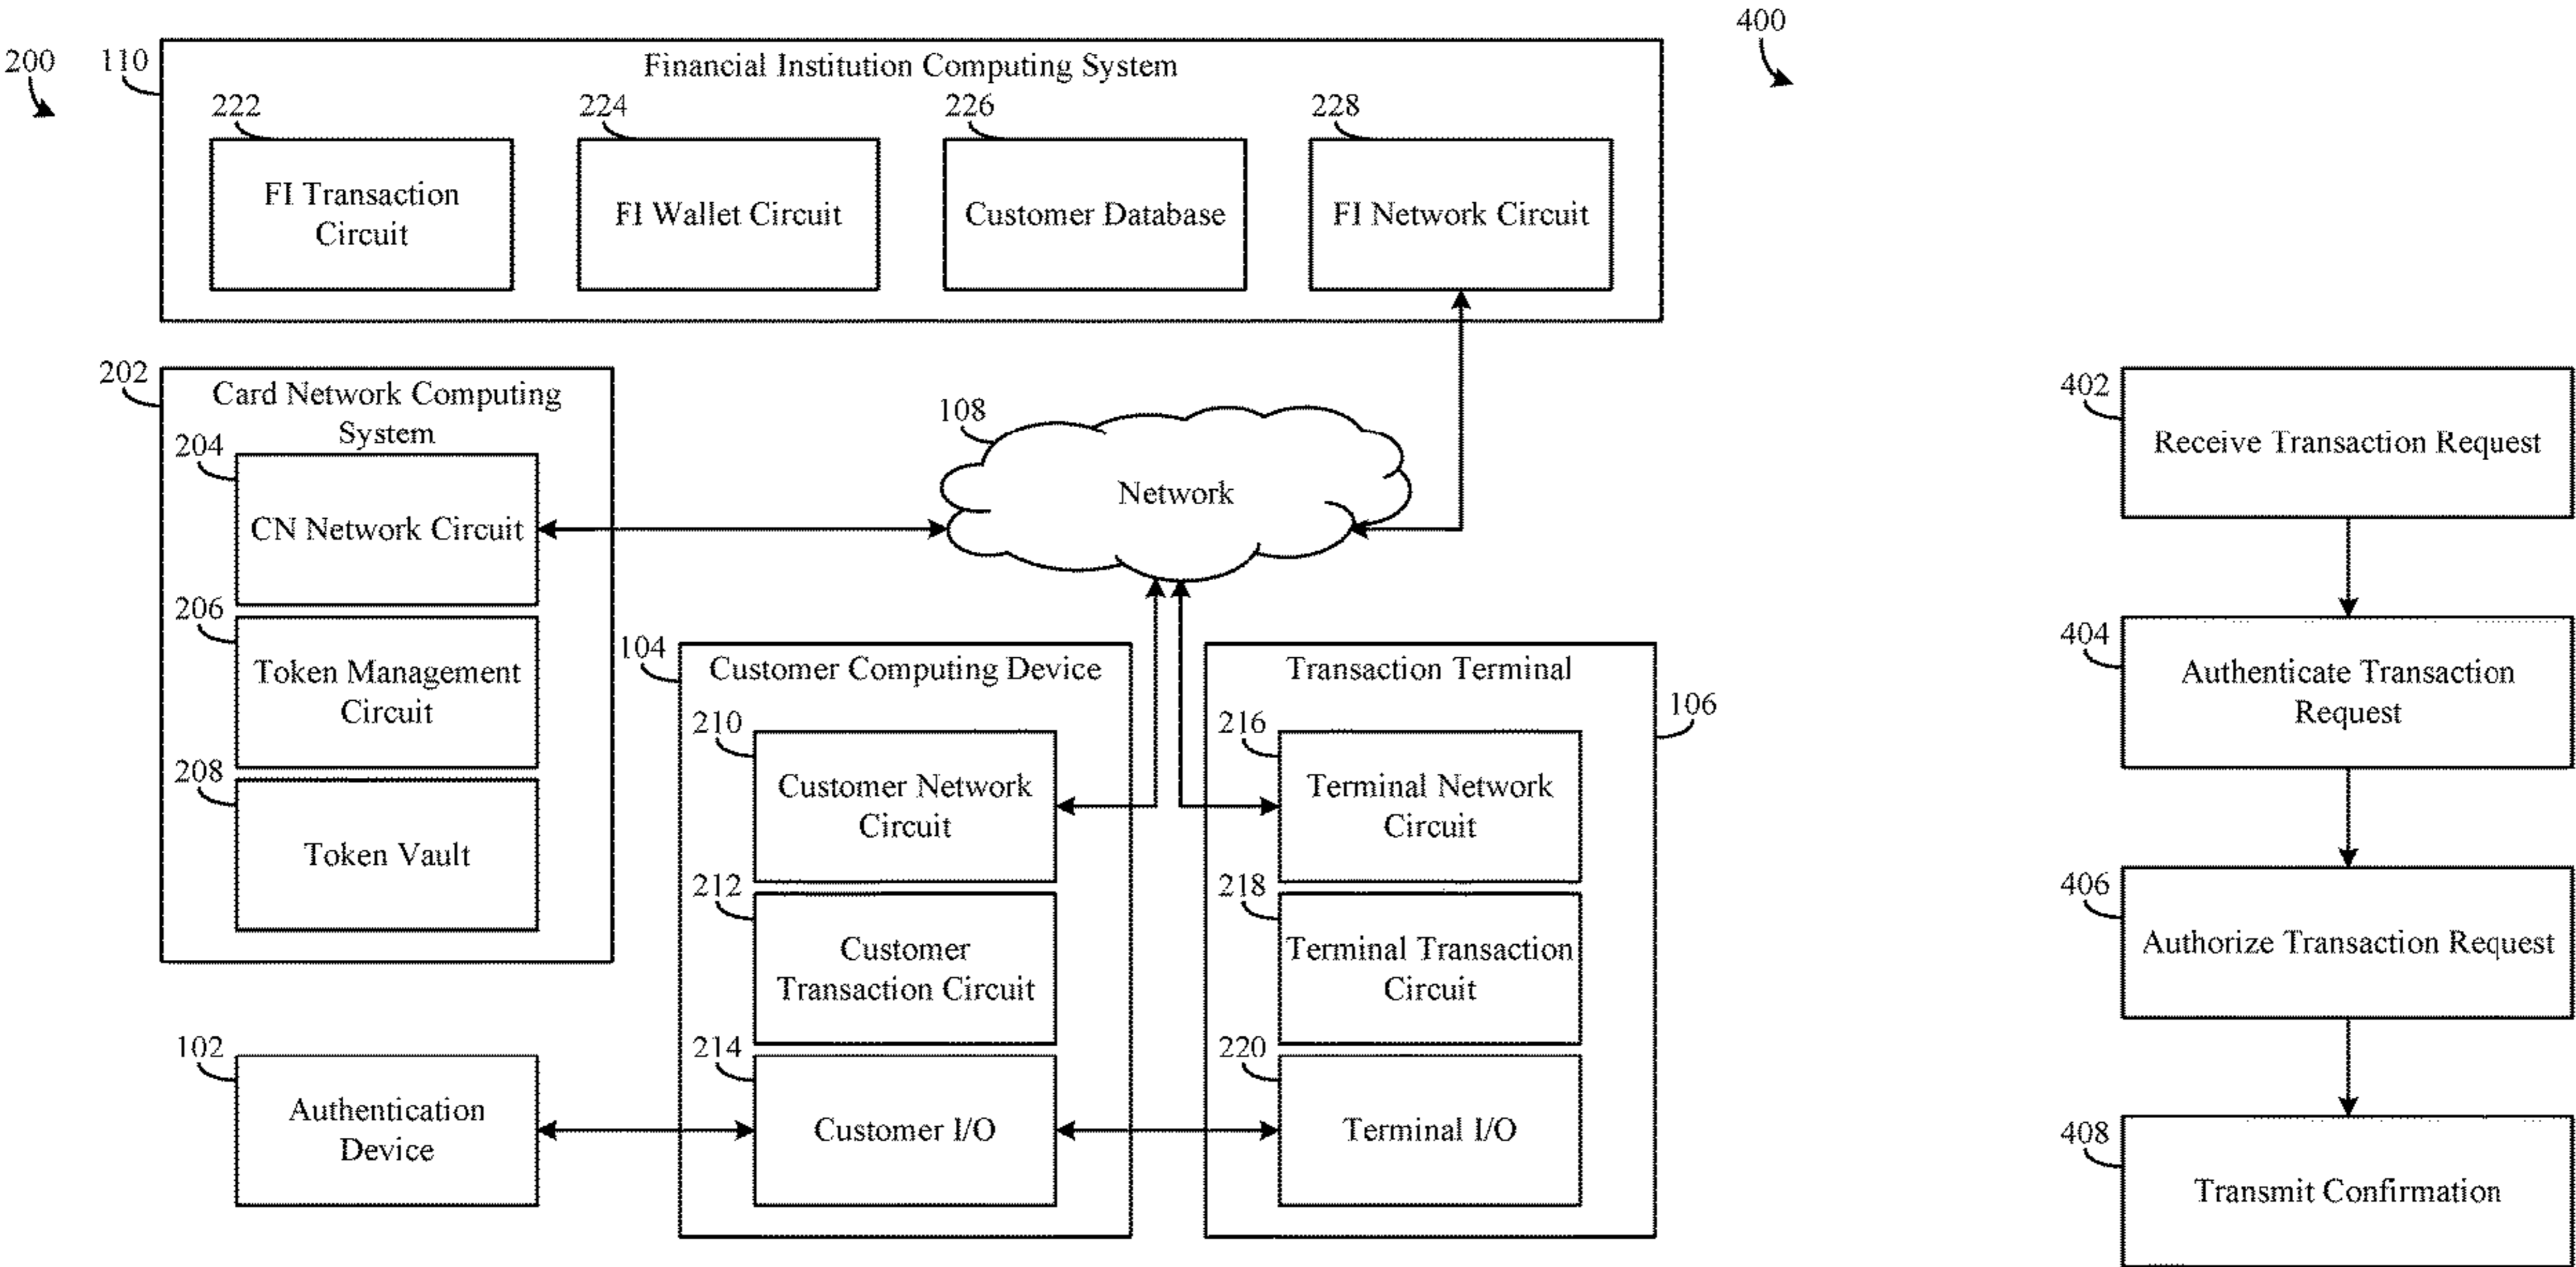 200
110
Financial Institution Computing System
222
FI Transaction
Circuit
224
FI Wallet Circuit
226
Customer Database
228
FI Network Circuit
202
Card Network Computing
System
204
CN Network Circuit
206
Token Management
Circuit
208
Token Vault
108
Network
104
Customer Computing Device
210
Customer Network
Circuit
212
Customer
Transaction Circuit
214
Customer I/O
Transaction Terminal
106
216
Terminal Network
Circuit
218
Terminal Transaction
Circuit
220
Terminal I/O
102
Authentication
Device
400
402
Receive Transaction Request
404
Authenticate Transaction
Request
406
Authorize Transaction Request
408
Transmit Confirmation